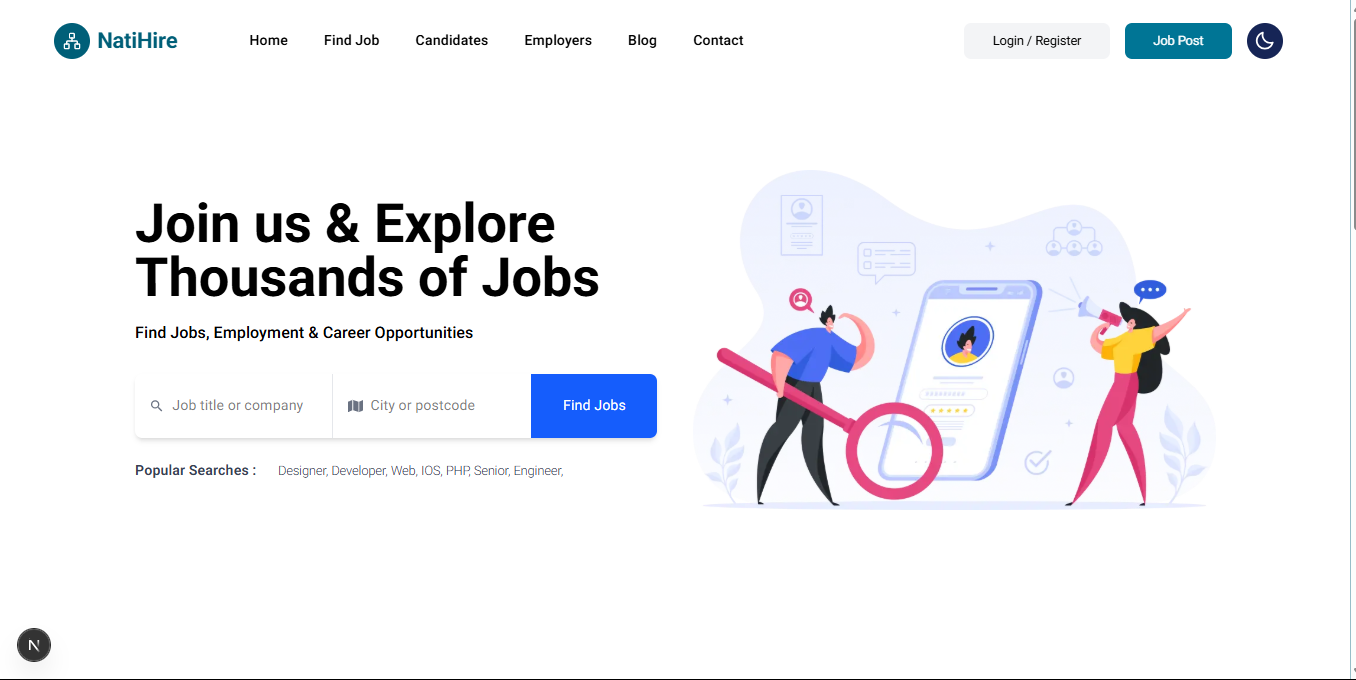 NatiHire
Home
Find Job
Candidates
Employers
Blog
Contact
Login / Register
Job Post
Join us & Explore
Thousands of Jobs
Find Jobs, Employment & Career Opportunities
Job title or company
City or postcode
Find Jobs
Popular Searches :
Designer, Developer, Web, IOS, PHP, Senior, Engineer,
N